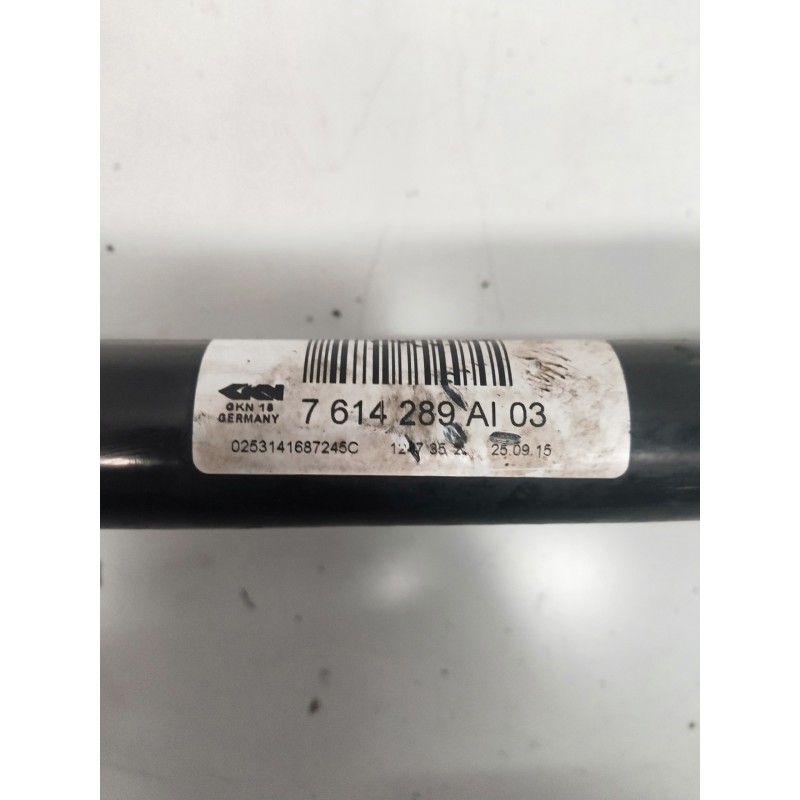 GKN
GKN 18
GERMANY
7 614 289 AI 03
0253141687245C 25.09.15